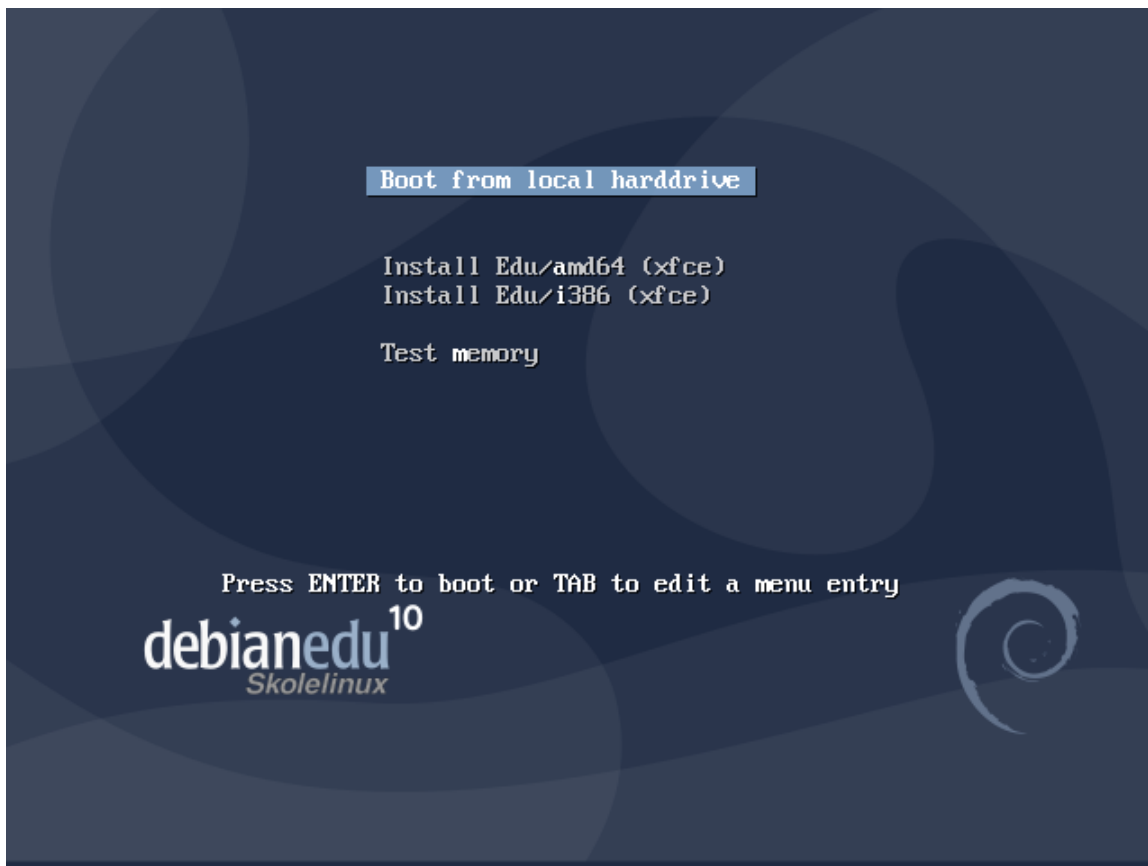 Boot from local harddrive
Install Edu/amd64 (xfce)
Install Edu/i386 (xfce)
Test memory
Press ENTER to boot or TAB to edit a menu entry
debianedu 10
Skolelinux